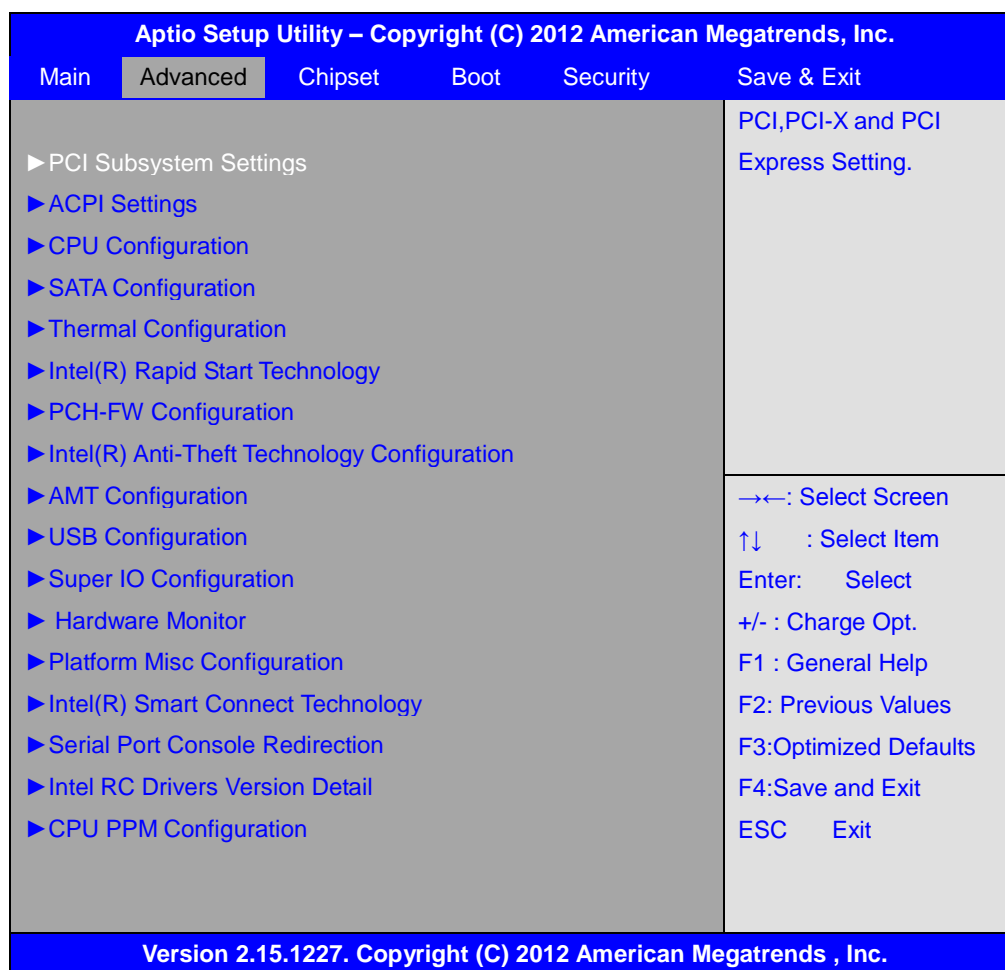 Aptio Setup Utility – Copyright (C) 2012 American Megatrends, Inc.
Main Advanced Chipset Boot Security Save & Exit
►PCI Subsystem Settings
►ACPI Settings
►CPU Configuration
►SATA Configuration
►Thermal Configuration
►Intel(R) Rapid Start Technology
►PCH-FW Configuration
►Intel(R) Anti-Theft Technology Configuration
►AMT Configuration
►USB Configuration
►Super IO Configuration
► Hardware Monitor
►Platform Misc Configuration
►Intel(R) Smart Connect Technology
►Serial Port Console Redirection
►Intel RC Drivers Version Detail
►CPU PPM Configuration
PCI,PCI-X and PCI
Express Setting.
→←: Select Screen
↑↓ : Select Item
Enter: Select
+/- : Charge Opt.
F1 : General Help
F2: Previous Values
F3:Optimized Defaults
F4:Save and Exit
ESC Exit
Version 2.15.1227. Copyright (C) 2012 American Megatrends , Inc.